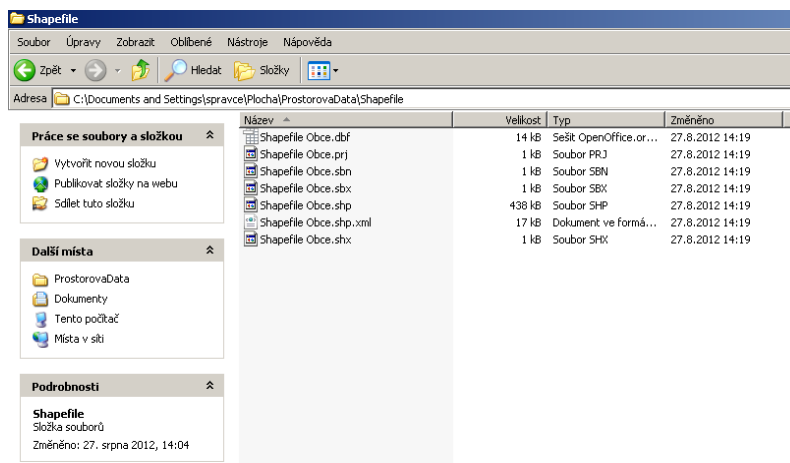 Shapefile
Soubor Úpravy Zobrazit Oblíbené Nástroje Nápověda
Zpět Hledat Složky
Adresa C:\Documents and Settings\spravce\Plocha\ProstorovaData\Shapefile
Práce se soubory a složkou
Vytvořit novou složku
Publikovat složky na webu
Sdílet tuto složku
Další místa
ProstorovaData
Dokumenty
Tento počítač
Místa v síti
Podrobnosti
Shapefile
Složka souborů
Změněno: 27. srpna 2012, 14:04
Název Velikost Typ Změněno
Shapefile Obce.dbf 14 kB Sešit OpenOffice.or... 27.8.2012 14:19
Shapefile Obce.prj 1 kB Soubor PRJ 27.8.2012 14:19
Shapefile Obce.sbn 1 kB Soubor SBN 27.8.2012 14:19
Shapefile Obce.sbx 1 kB Soubor SBX 27.8.2012 14:19
Shapefile Obce.shp 438 kB Soubor SHP 27.8.2012 14:19
Shapefile Obce.shp.xml 17 kB Dokument ve formá... 27.8.2012 14:19
Shapefile Obce.shx 1 kB Soubor SHX 27.8.2012 14:19